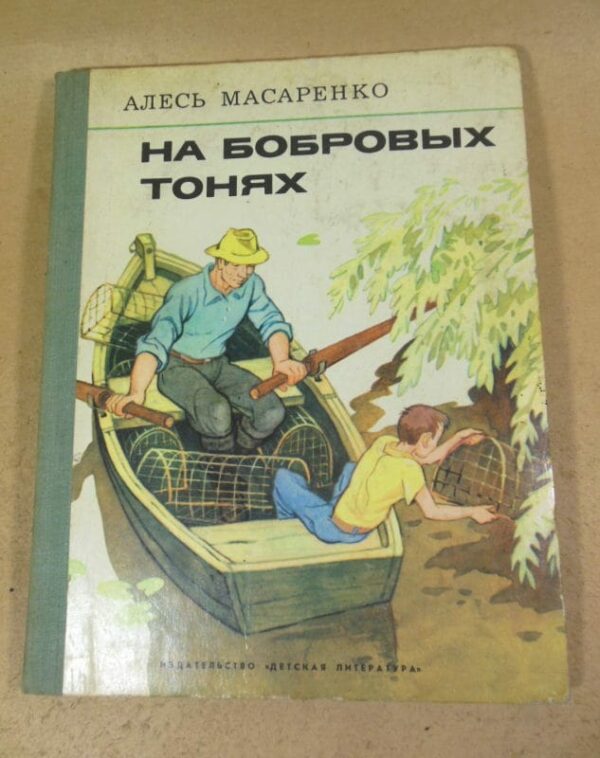 АЛЕСЬ МАСАРЕНКО
НА БОБРОВЫХ
ТОНЯХ
ИЗДАТЕЛЬСТВО «ДЕТСКАЯ ЛИТЕРАТУРА»